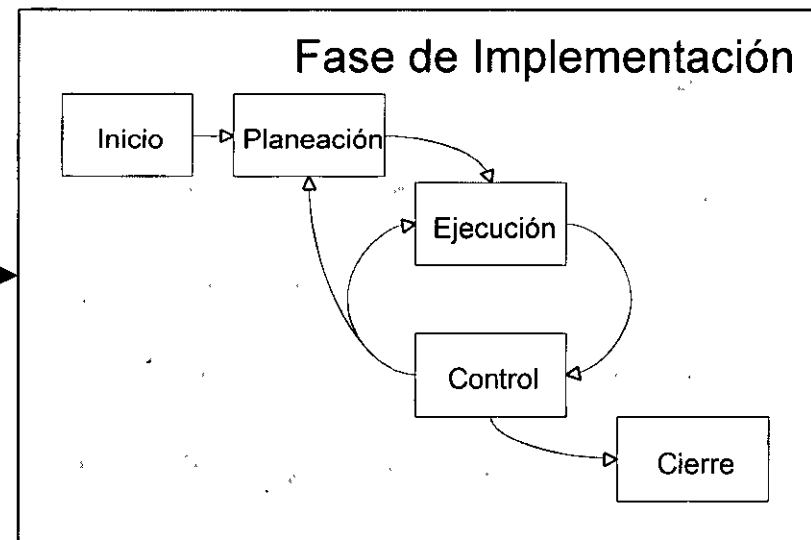 Fase de Implementación
Inicio
Planeación
Ejecución
Control
Cierre